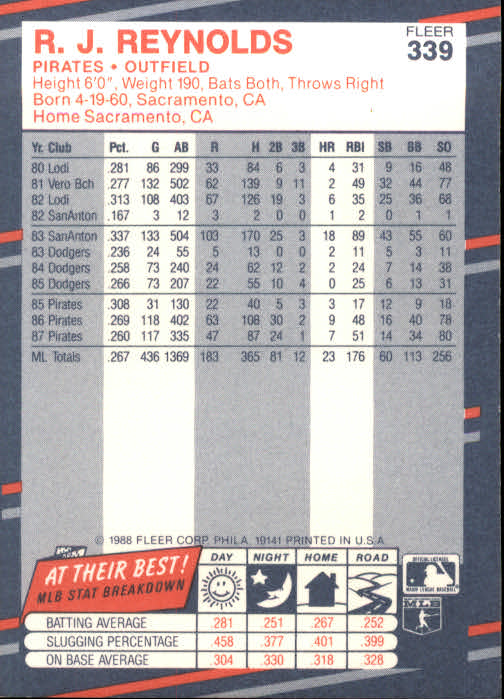 R. J. REYNOLDS
FLEER
339
PIRATES • OUTFIELD
Height 6'0", Weight 190, Bats Both, Throws Right
Born 4-19-60, Sacramento, CA
Home Sacramento, CA
Yr. Club Pct. G AB R H 2B 3B HR RBI SB BB SO
80 Lodi .281 86 299 33 84 6 3 4 31 9 16 48
81 Vero Bch .277 132 502 62 139 9 11 2 49 32 44 77
82 Lodi .313 108 403 67 126 19 3 6 35 25 36 68
82 SanAnton .167 3 12 3 2 0 0 1 2 0 1 1
83 SanAnton .337 133 504 103 170 25 3 18 89 43 55 60
83 Dodgers .236 24 55 5 13 0 0 2 11 5 3 11
84 Dodgers .258 73 240 24 62 12 2 2 24 7 14 38
85 Dodgers .266 73 207 22 55 10 4 0 25 6 13 31
85 Pirates .308 31 130 22 40 5 3 3 17 12 9 18
86 Pirates .269 118 402 63 108 30 2 9 48 16 40 78
87 Pirates .260 117 335 47 87 24 1 7 51 14 34 80
ML Totals .267 436 1369 183 365 81 12 23 176 60 113 256
© 1988 FLEER CORP. PHILA. 19141 PRINTED IN U.S.A.
AT THEIR BEST!
MLB STAT BREAKDOWN
DAY NIGHT HOME ROAD
BATTING AVERAGE .281 .251 .267 .252
SLUGGING PERCENTAGE .458 .377 .401 .399
ON BASE AVERAGE .304 .330 .318 .328
OFFICIAL LICENSEE
MAJOR LEAGUE BASEBALL